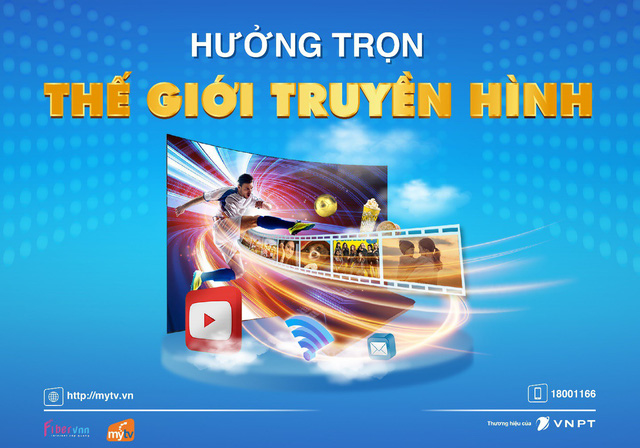 HƯỞNG TRỌN
THẾ GIỚI TRUYỀN HÌNH
http://mytv.vn
18001166
Fibervnn
mytv
Thương hiệu của VNPT